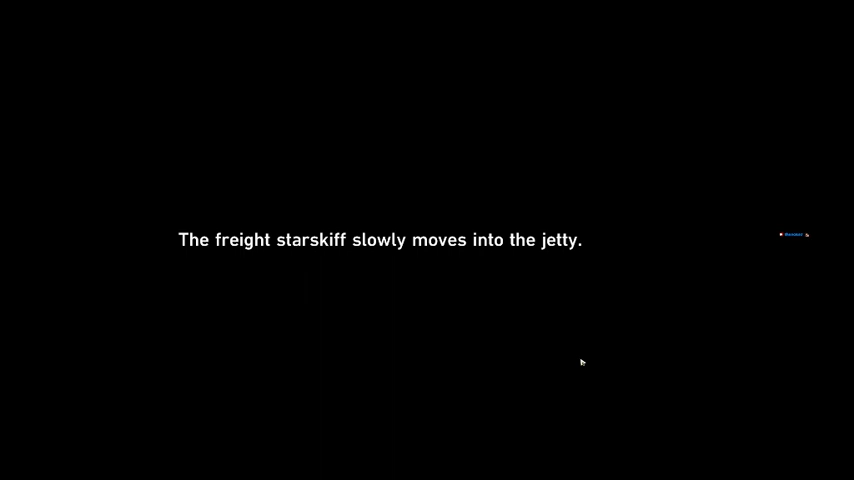 The freight starskiff slowly moves into the jetty.